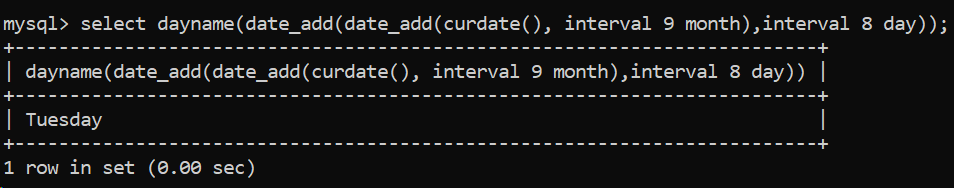 mysql> select dayname(date_add(date_add(curdate(), interval 9 month),interval 8 day));
+---------------------------------------------------------------------+
| dayname(date_add(date_add(curdate(), interval 9 month),interval 8 day)) |
+---------------------------------------------------------------------+
| Tuesday                                                             |
+---------------------------------------------------------------------+
1 row in set (0.00 sec)